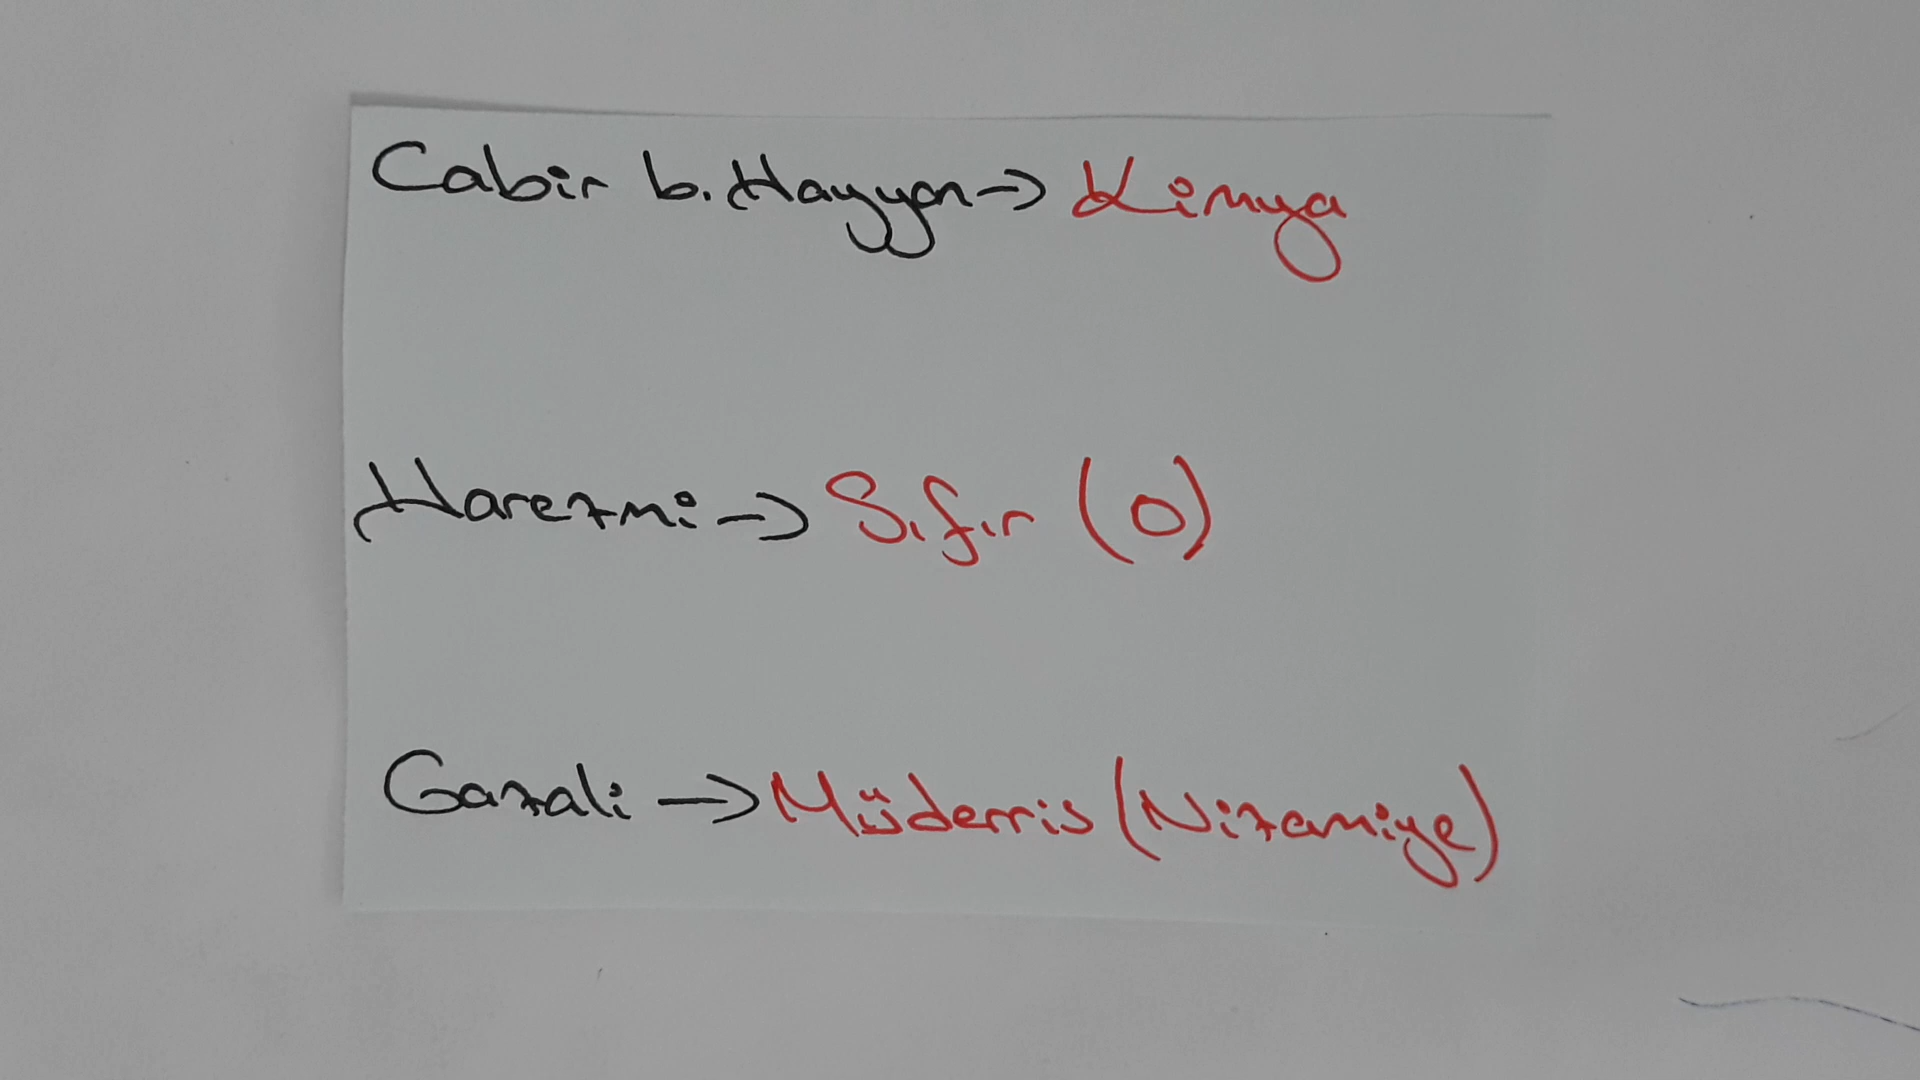 Cabir b. Hayyan → Kimya
Harezmi → Sıfır (0)
Gazali → Müderris (Nizamiye)